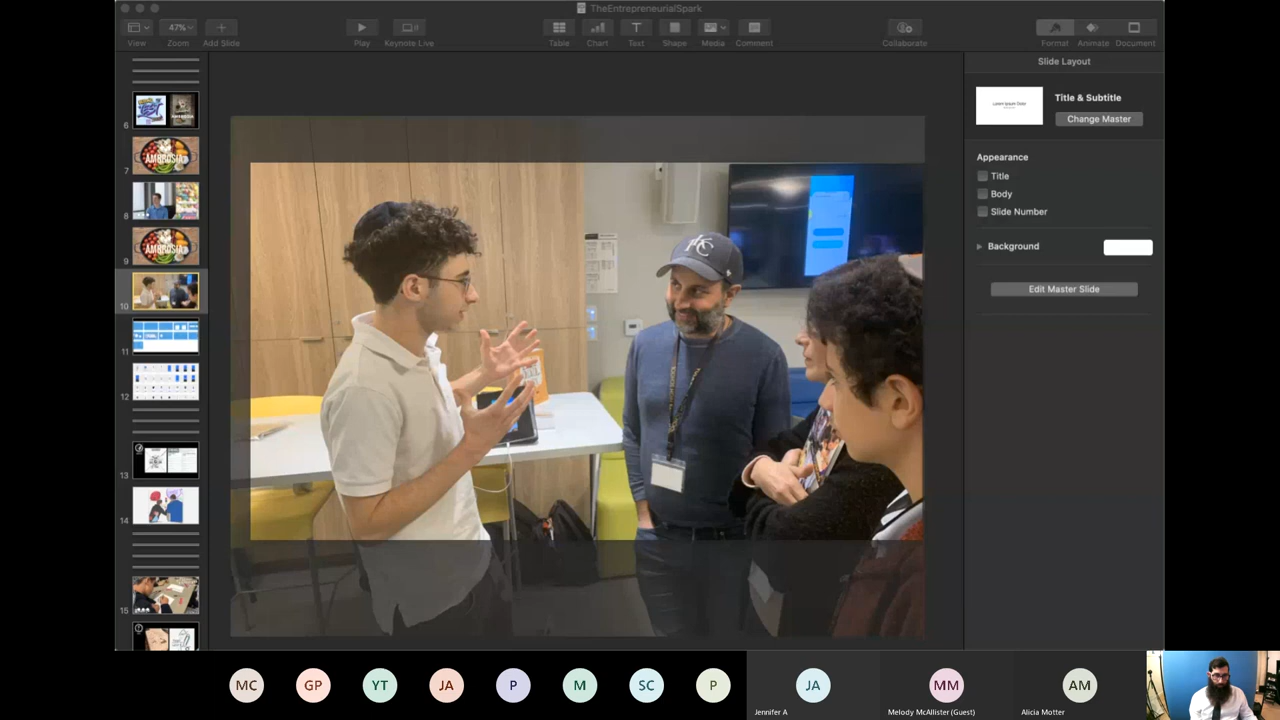 TheEntrepreneurialSpark
47%
View
Zoom
Add Slide
Play
Keynote Live
Table
Chart
Text
Shape
Media
Comment
Collaborate
Format
Animate
Document
Slide Layout
Title & Subtitle
Change Master
Appearance
Title
Body
Slide Number
Background
Edit Master Slide
6
7
AMBROSIA
8
9
AMBROSIA
10
11
12
13
14
15
KC
MC
GP
YT
JA
P
M
SC
P
JA
MM
AM
Jennifer A
Melody McAllister (Guest)
Alicia Motter